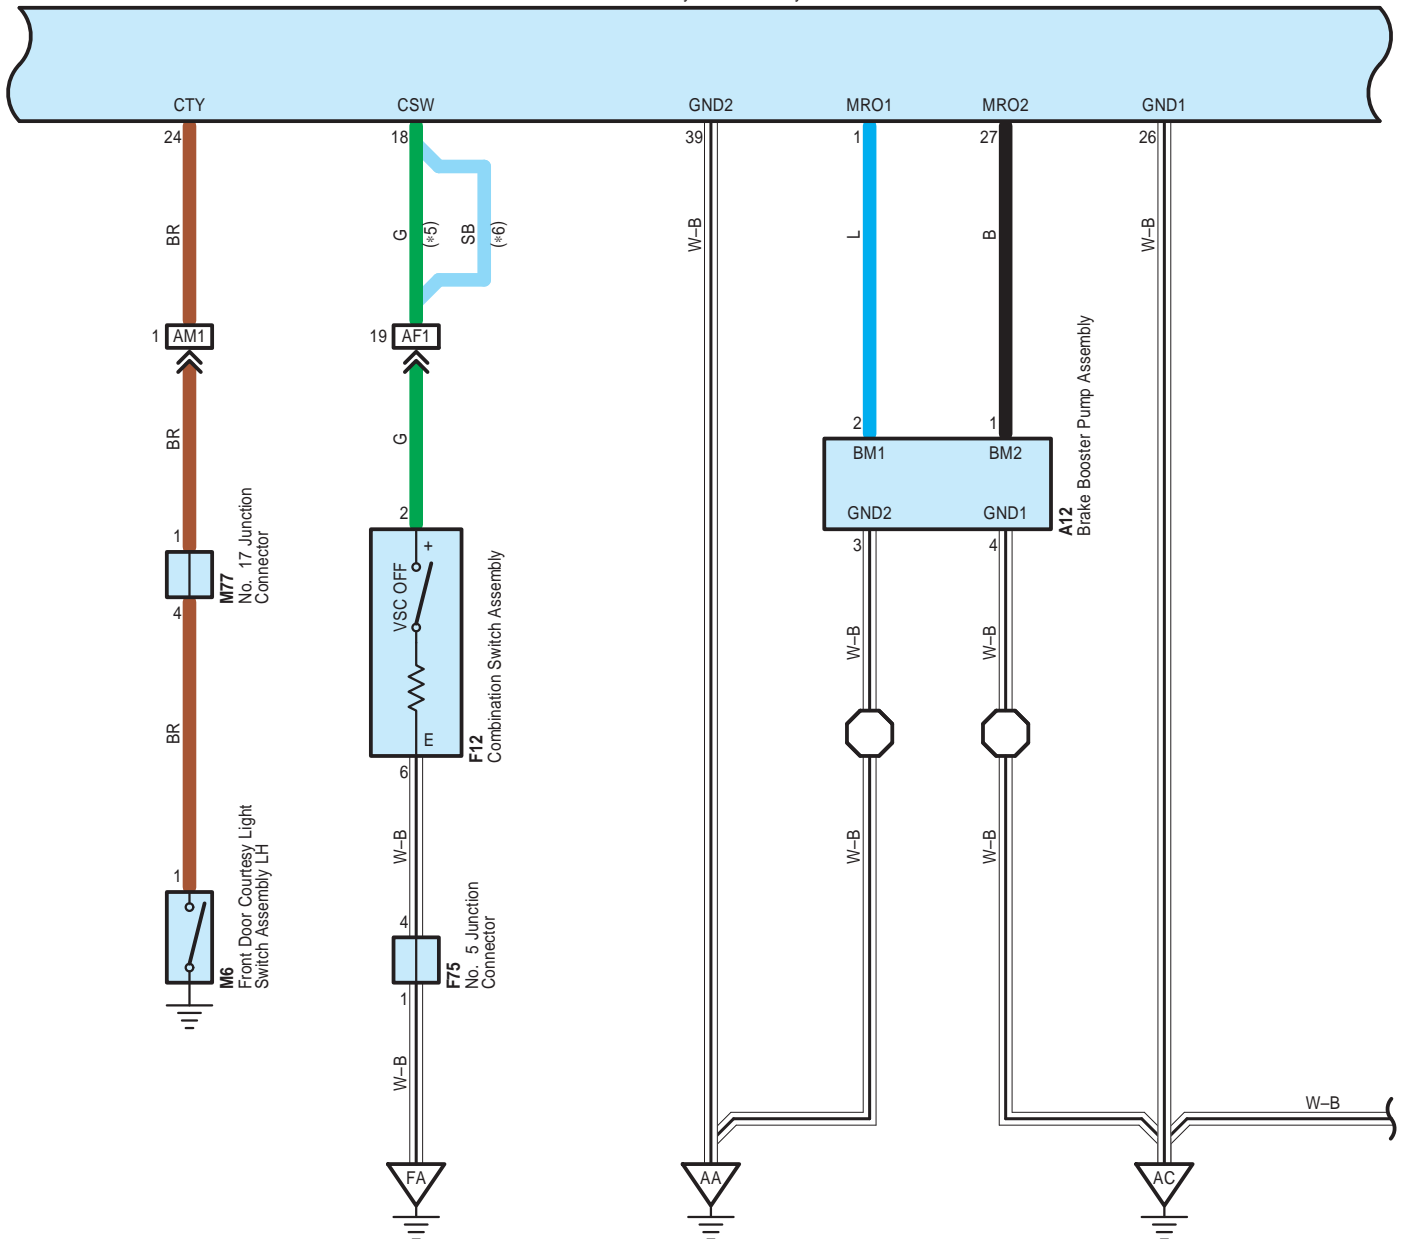 CTY CSW GND2 MRO1 MRO2 GND1
24 18 39 1 27 26
BR G (*5) SB (*6) W–B L B W–B
1 AM1 19 AF1
BR G
2 1
BM1 BM2
GND2 GND1
A12
Brake Booster Pump Assembly
3 4
1
M77
No. 17 Junction
Connector
4
2
+
VSC OFF
E
F12
Combination Switch Assembly
6
W–B W–B
BR
W–B W–B W–B
1
M6
Front Door Courtesy Light
Switch Assembly LH
4
F75
No. 5 Junction
Connector
1
W–B
W–B
FA AA AC